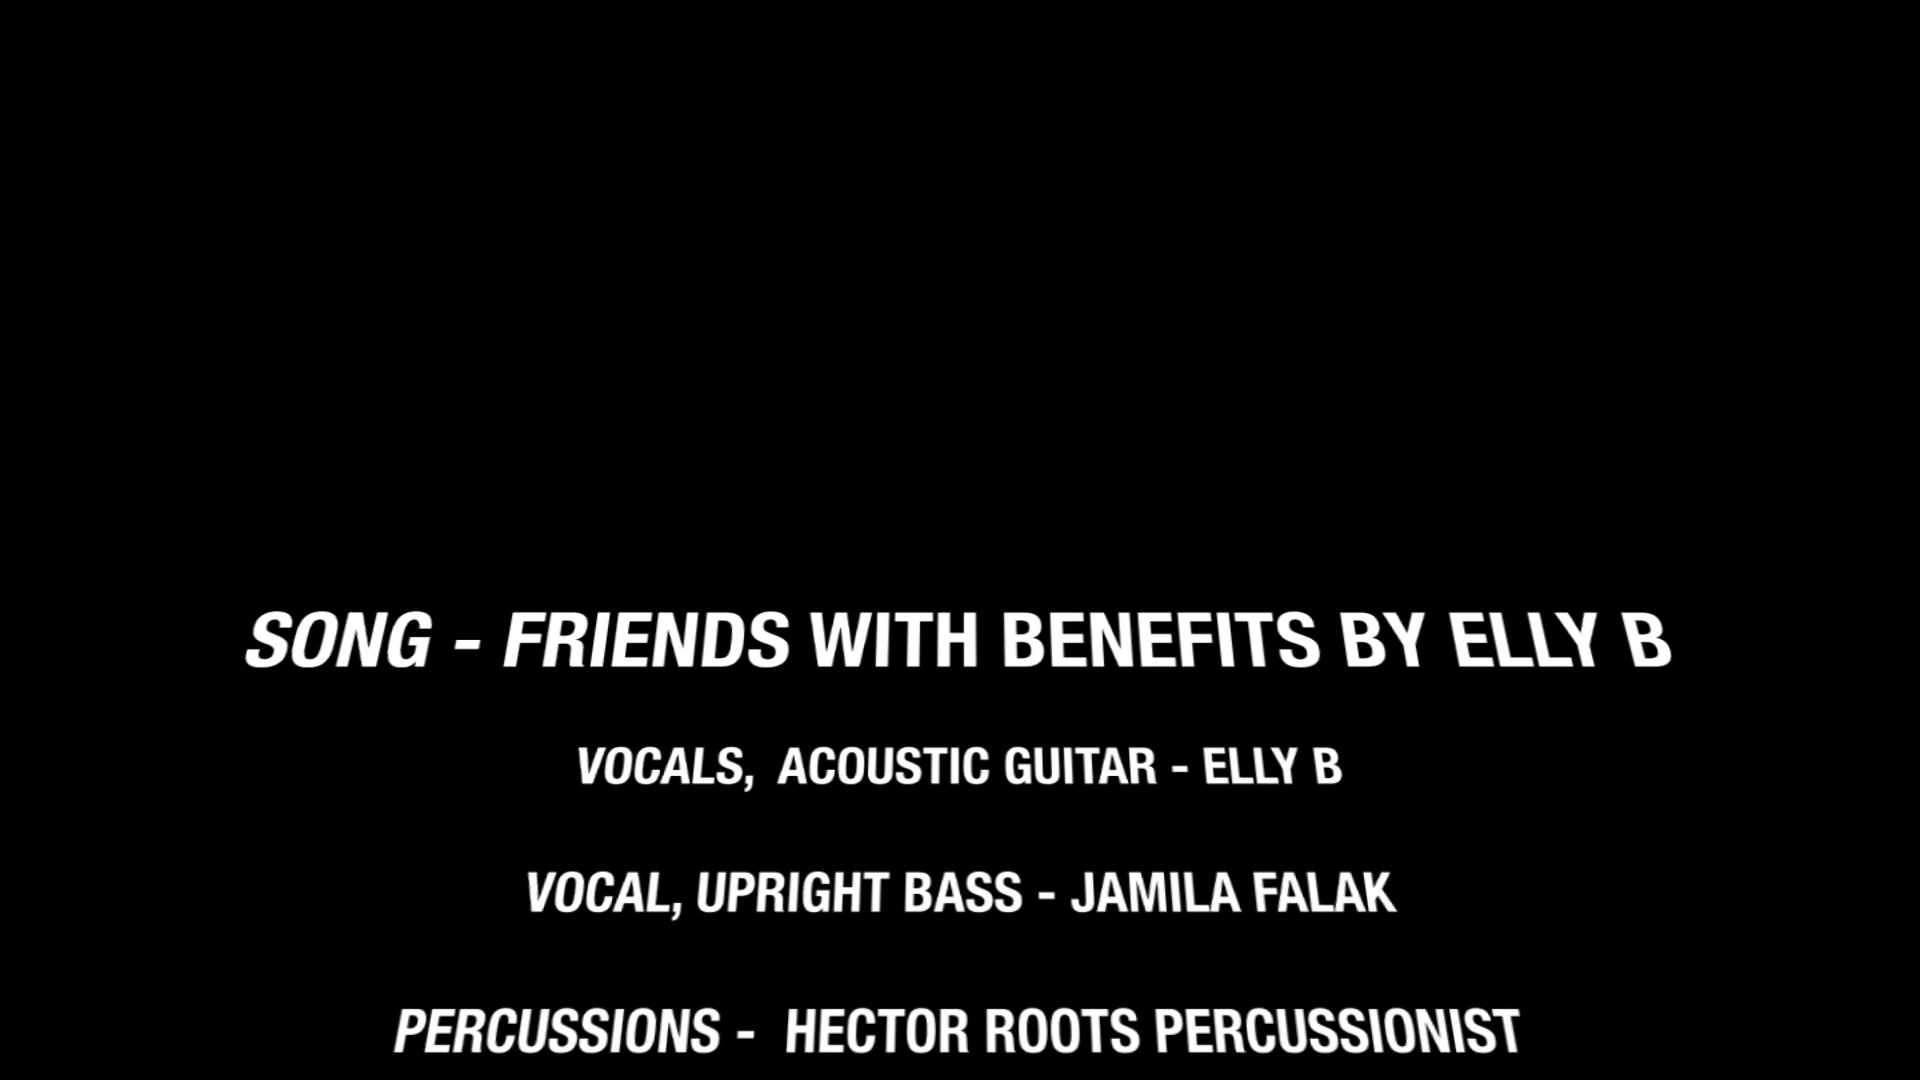 SONG - FRIENDS WITH BENEFITS BY ELLY B
VOCALS,  ACOUSTIC GUITAR - ELLY B
VOCAL, UPRIGHT BASS - JAMILA FALAK
PERCUSSIONS -  HECTOR ROOTS PERCUSSIONIST